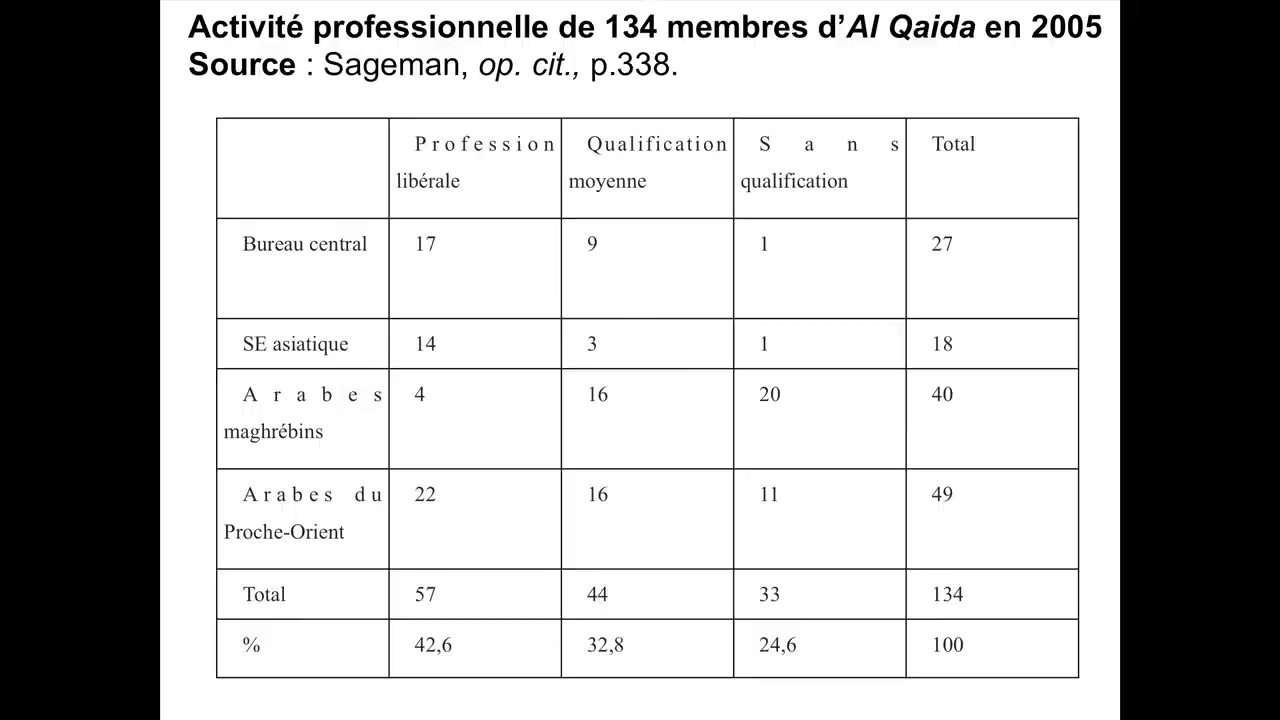 Activité professionnelle de 134 membres d’Al Qaida en 2005
Source : Sageman, op. cit., p.338.
Profession libérale Qualification moyenne Sans qualification Total
Bureau central 17 9 1 27
SE asiatique 14 3 1 18
Arabes maghrébins 4 16 20 40
Arabes du Proche-Orient 22 16 11 49
Total 57 44 33 134
% 42,6 32,8 24,6 100